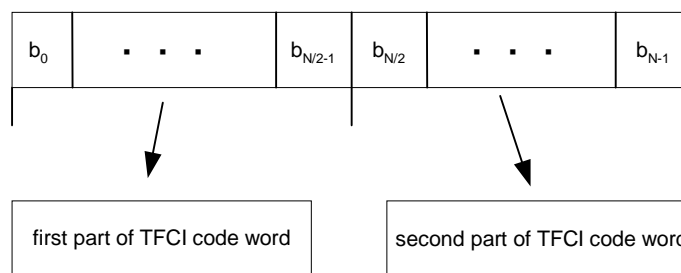 b0 . . . bN/2-1 bN/2 . . . bN-1
first part of TFCI code word second part of TFCI code word